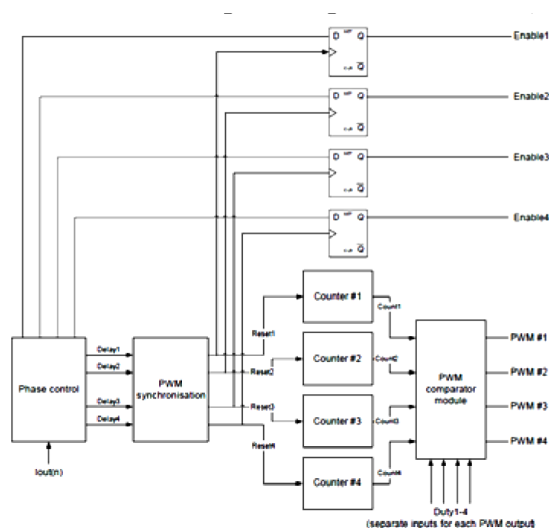 D Q
Q
Enable1
D Q
Q
Enable2
D Q
Q
Enable3
D Q
Q
Enable4
Counter #1
Count1
Reset1
PWM #1
Phase control
Delay1
Delay2
Delay3
Delay4
PWM
synchronisation
Reset2
Counter #2
Count2
PWM
comparator
module
PWM #2
Reset3
Counter #3
Count3
PWM #3
Reset4
Counter #4
Count4
PWM #4
Iout(n)
Duty1-4
(separate inputs for each PWM output)